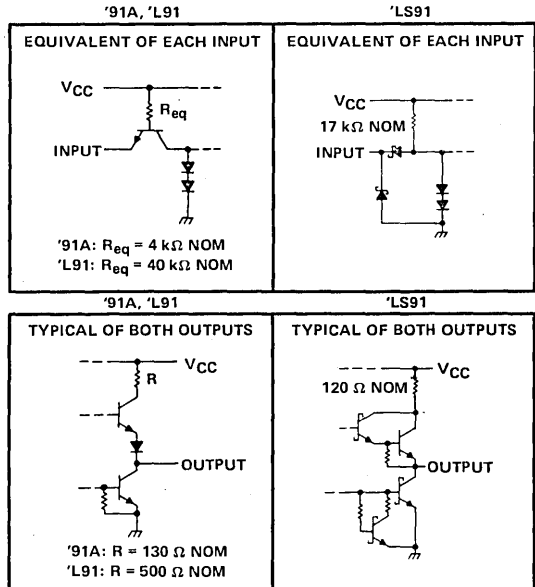 '91A, 'L91
'LS91
EQUIVALENT OF EACH INPUT
EQUIVALENT OF EACH INPUT
VCC
Req
INPUT
'91A: Req = 4 kΩ NOM
'L91: Req = 40 kΩ NOM
VCC
17 kΩ NOM
INPUT
'91A, 'L91
'LS91
TYPICAL OF BOTH OUTPUTS
TYPICAL OF BOTH OUTPUTS
VCC
R
OUTPUT
'91A: R = 130 Ω NOM
'L91: R = 500 Ω NOM
VCC
120 Ω NOM
OUTPUT